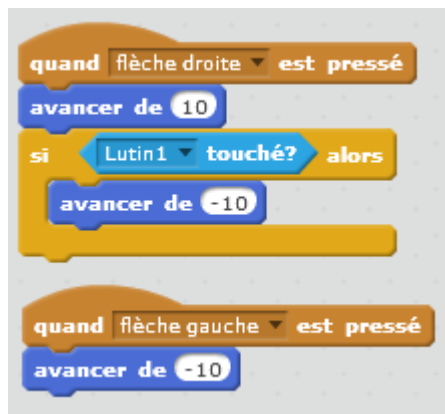 quand flèche droite est pressé
avancer de 10
si Lutin1 touché? alors
avancer de -10
quand flèche gauche est pressé
avancer de -10